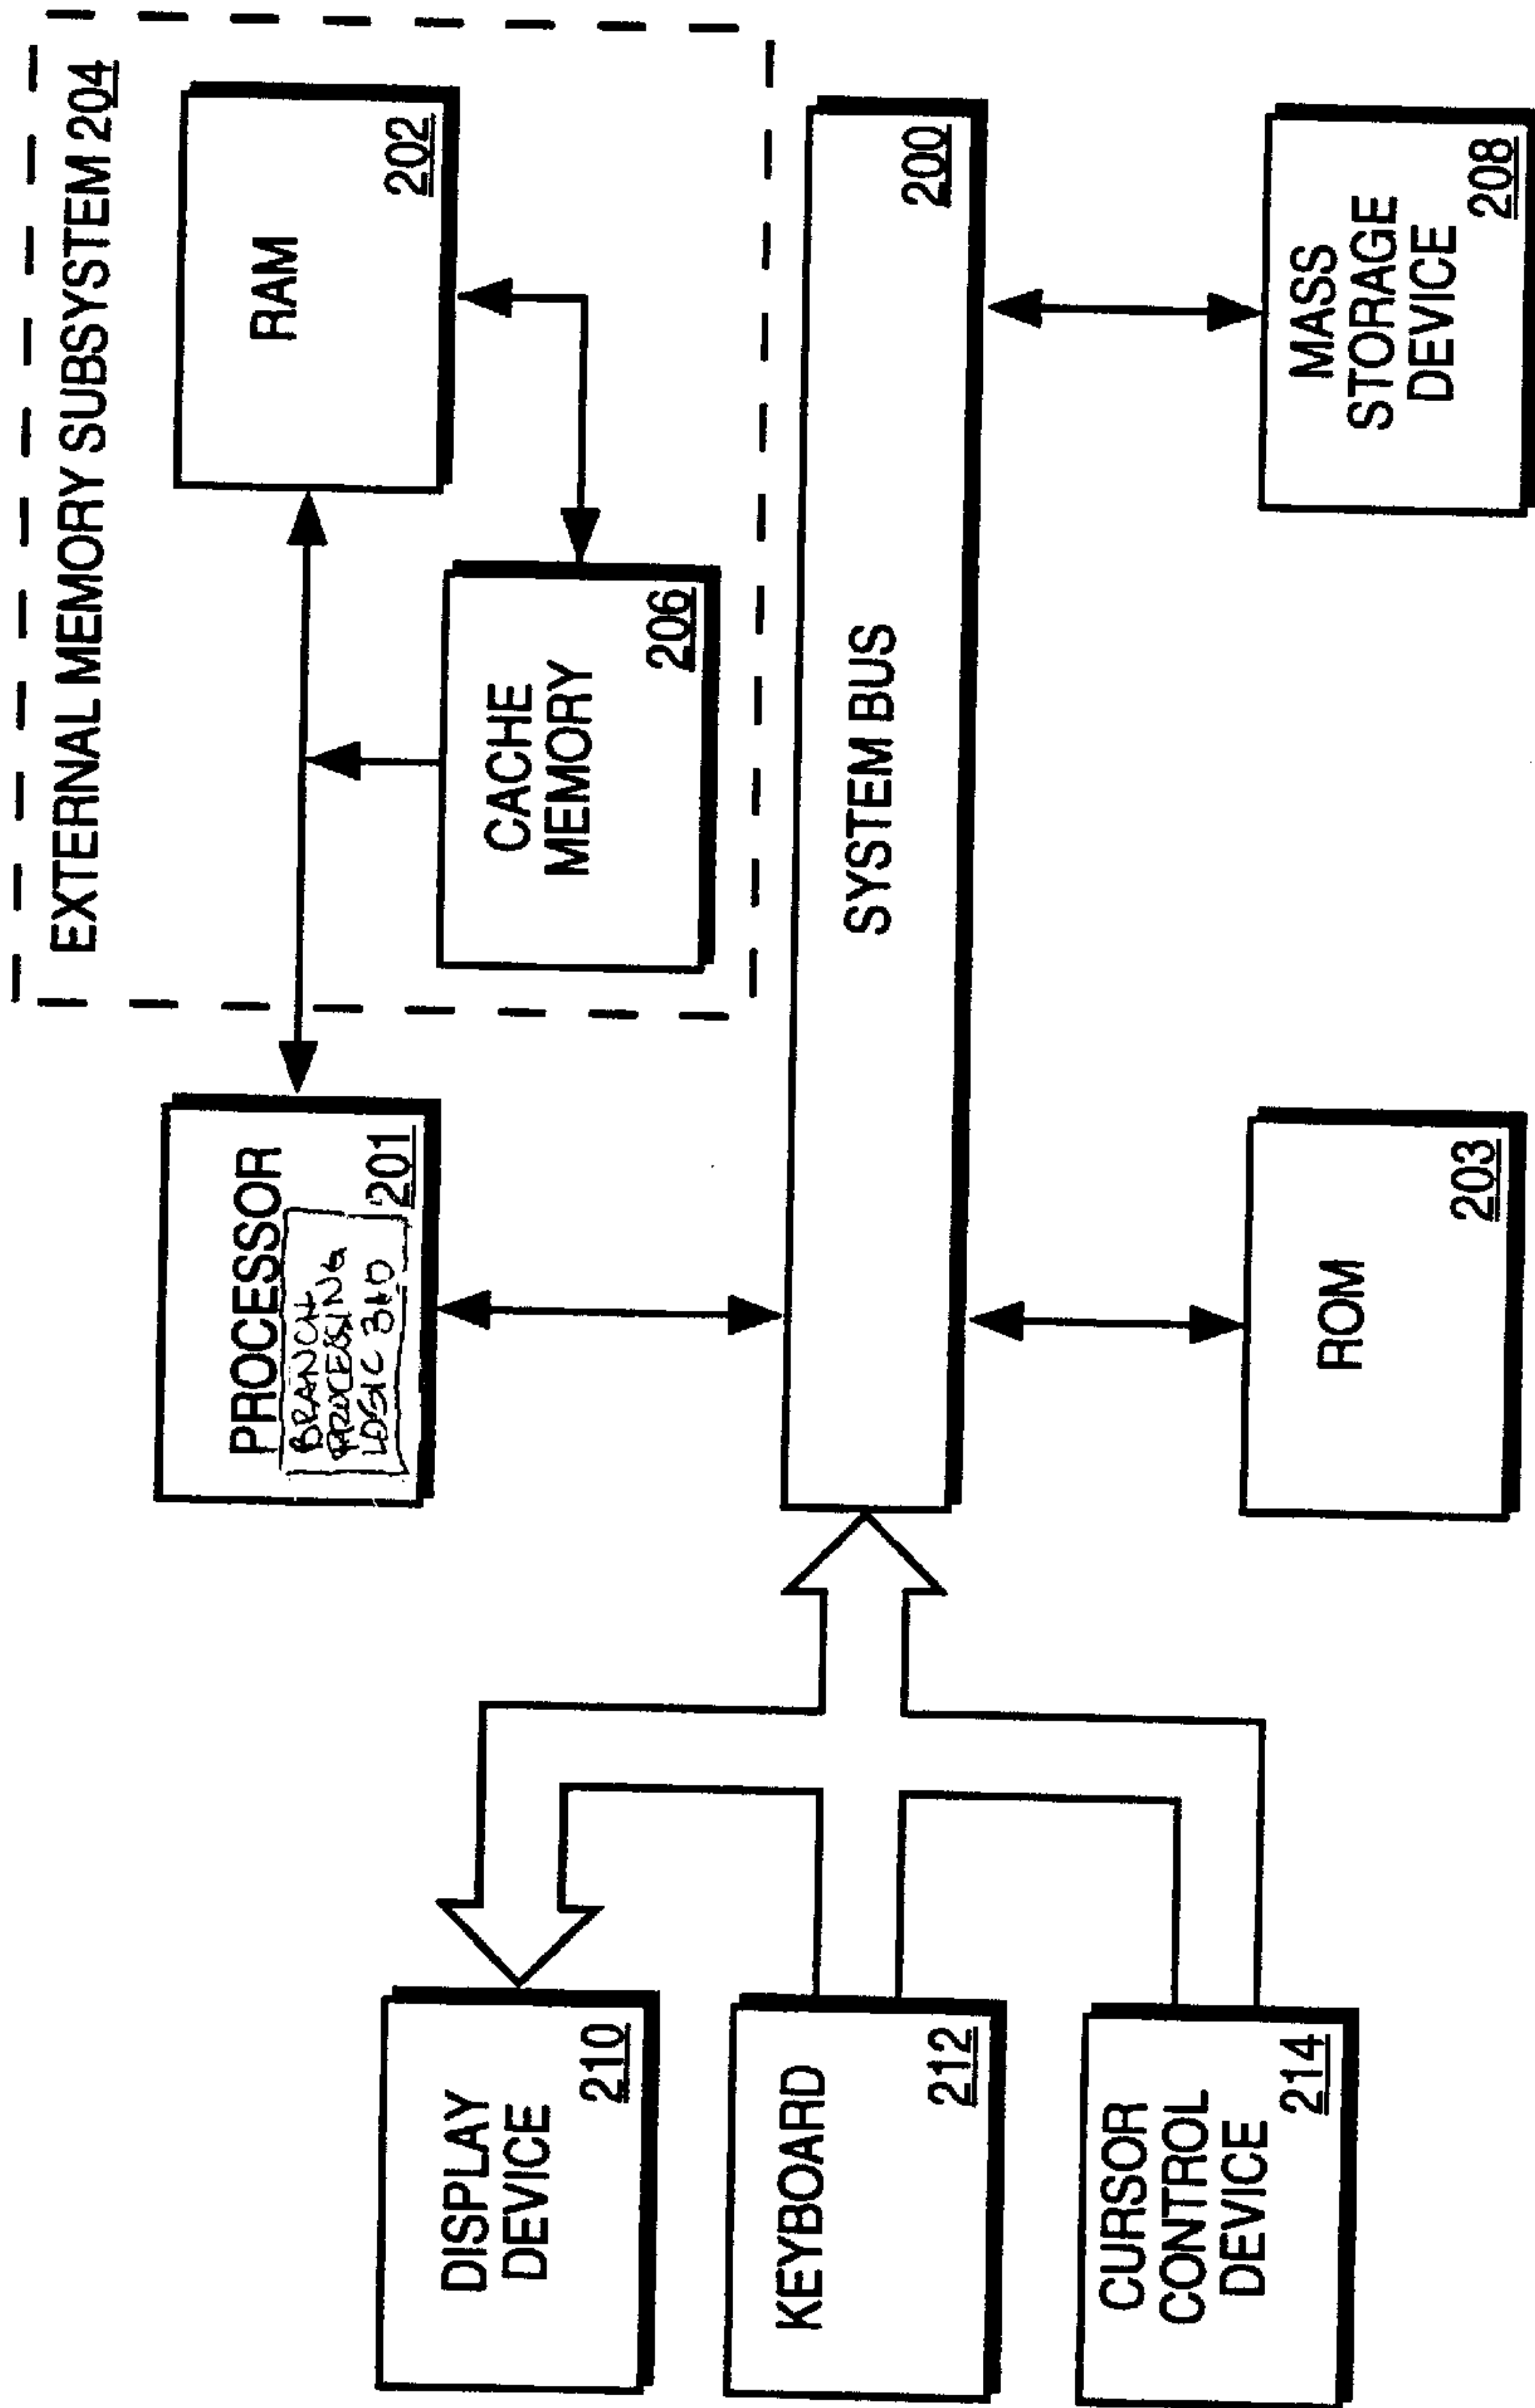 EXTERNAL MEMORY SUBSYSTEM 204
PROCESSOR
BRANCH
PROCESSING
LOGIC 310
201
RAM
202
CACHE
MEMORY
206
DISPLAY
DEVICE
210
KEYBOARD
212
CURSOR
CONTROL
DEVICE
214
SYSTEM BUS
200
ROM
203
MASS
STORAGE
DEVICE
208